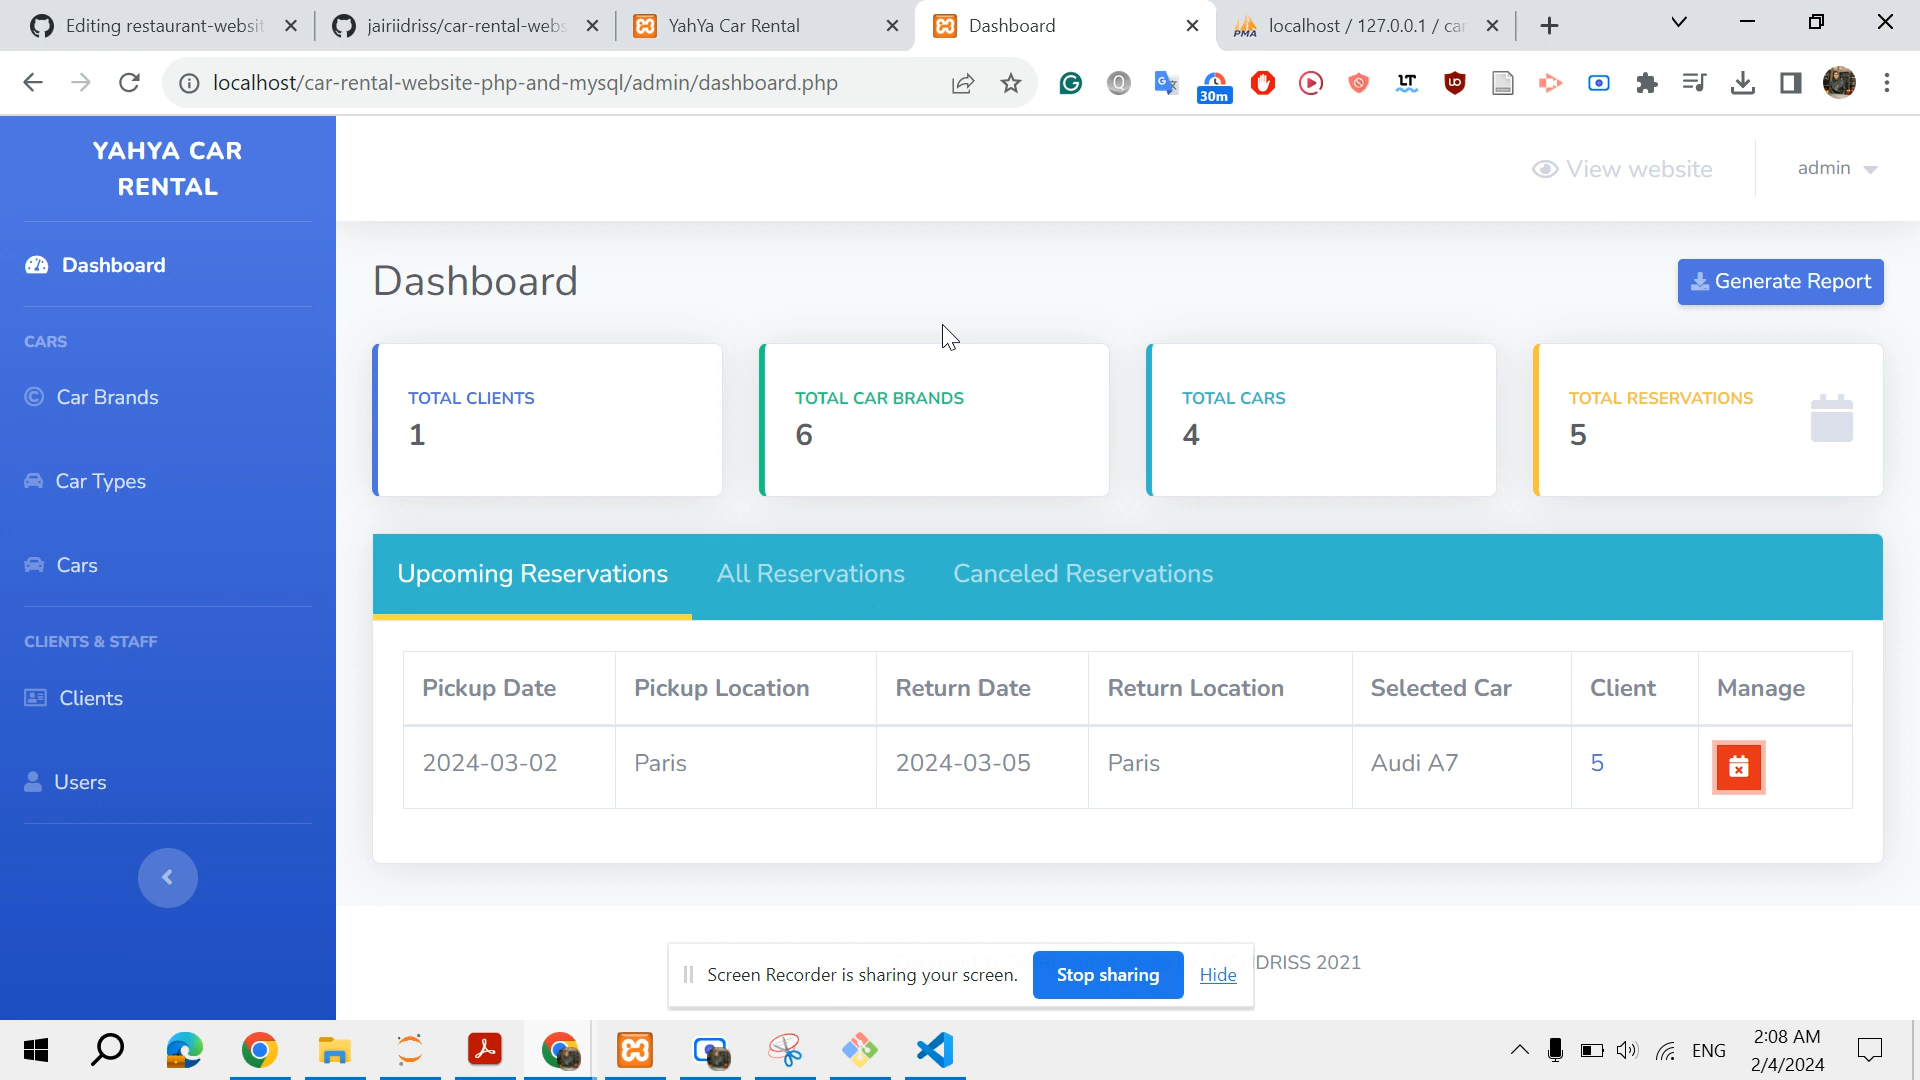 Editing restaurant-websit
jairiidriss/car-rental-webs
YahYa Car Rental
Dashboard
localhost / 127.0.0.1 / car
localhost/car-rental-website-php-and-mysql/admin/dashboard.php
30m
YAHYA CAR
RENTAL
View website
admin
Dashboard
Dashboard
Generate Report
CARS
Car Brands
Car Types
Cars
CLIENTS & STAFF
Clients
Users
TOTAL CLIENTS
1
TOTAL CAR BRANDS
6
TOTAL CARS
4
TOTAL RESERVATIONS
5
Upcoming Reservations All Reservations Canceled Reservations
Pickup Date Pickup Location Return Date Return Location Selected Car Client Manage
2024-03-02 Paris 2024-03-05 Paris Audi A7 5
DRISS 2021
Screen Recorder is sharing your screen. Stop sharing Hide
ENG
2:08 AM
2/4/2024